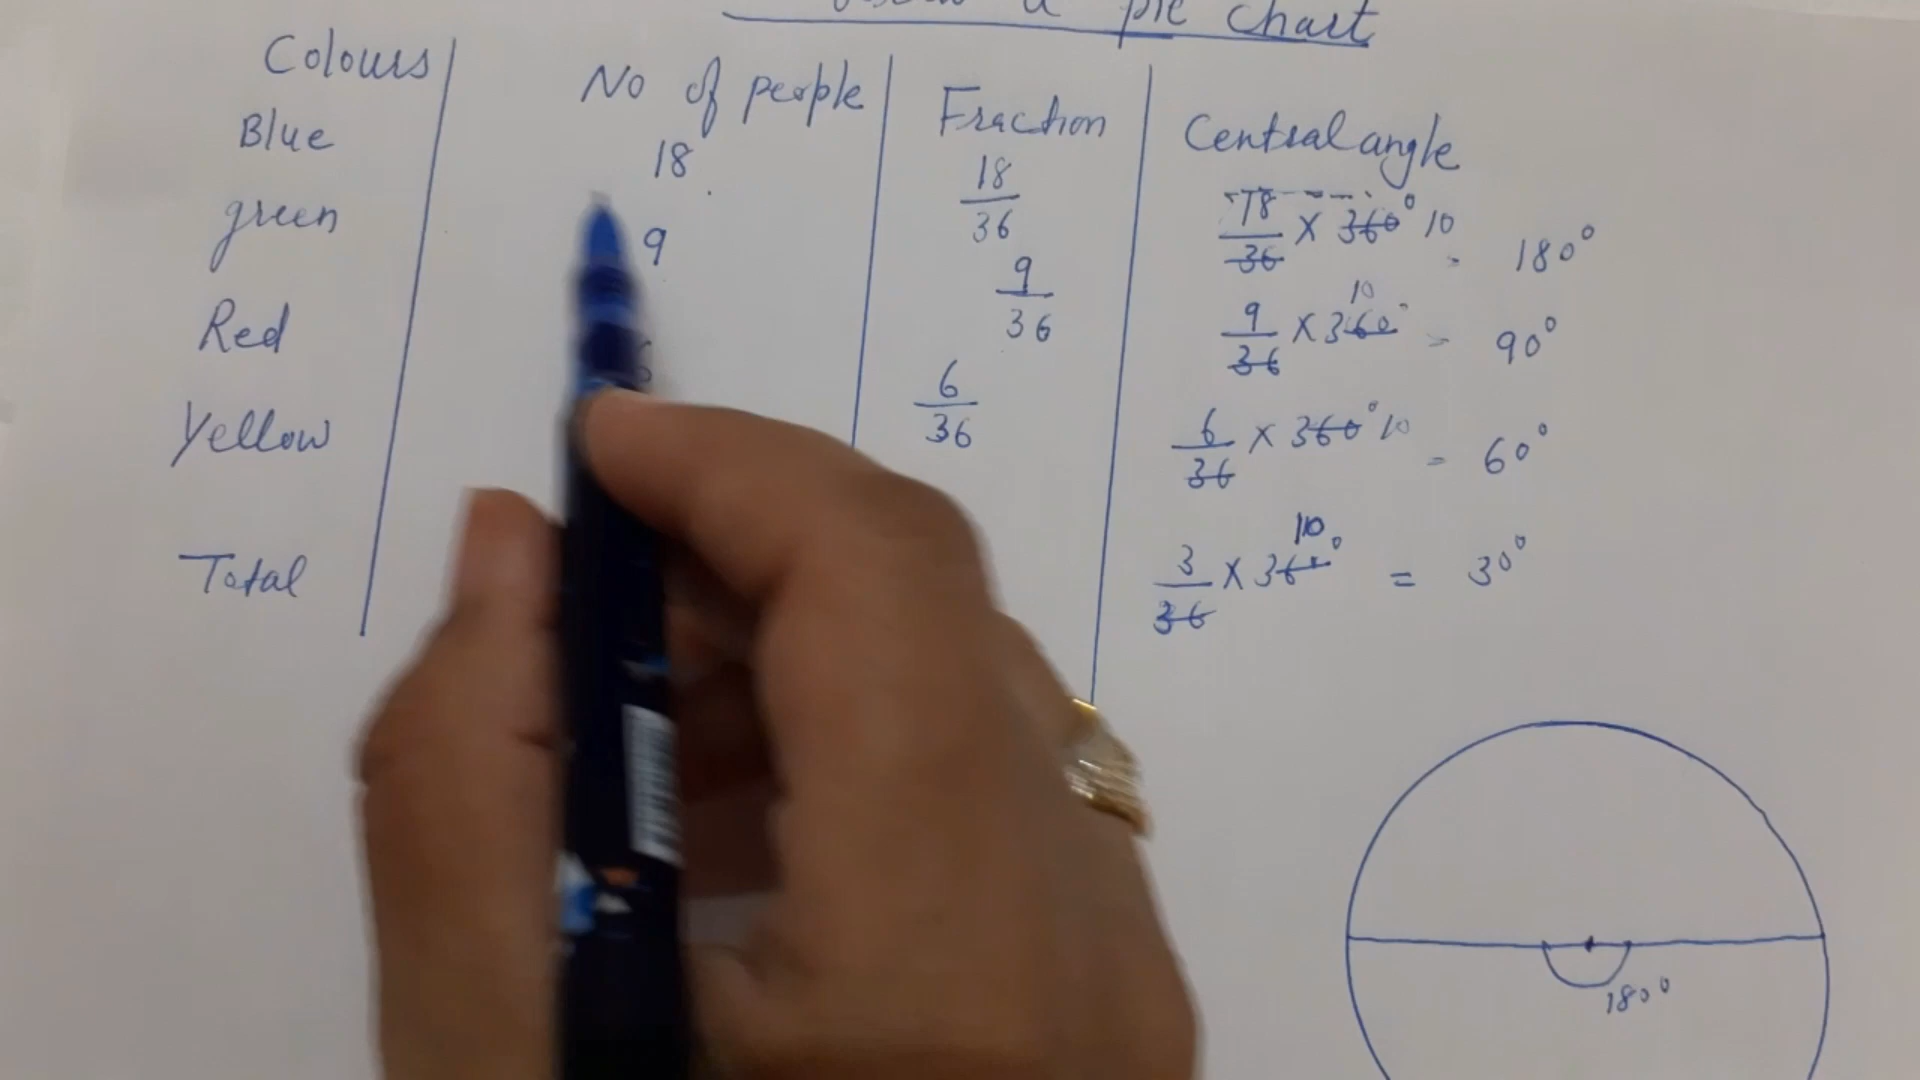 a pie chart
Colours No of people Fraction Central angle
Blue 18 18/36 18/36 X 360° 10 = 180°
green 9 9/36 9/36 X 360° 10 = 90°
Red 6 6/36 6/36 X 360° 10 = 60°
Yellow 3/36 X 360° 10 = 30°
Total
180°